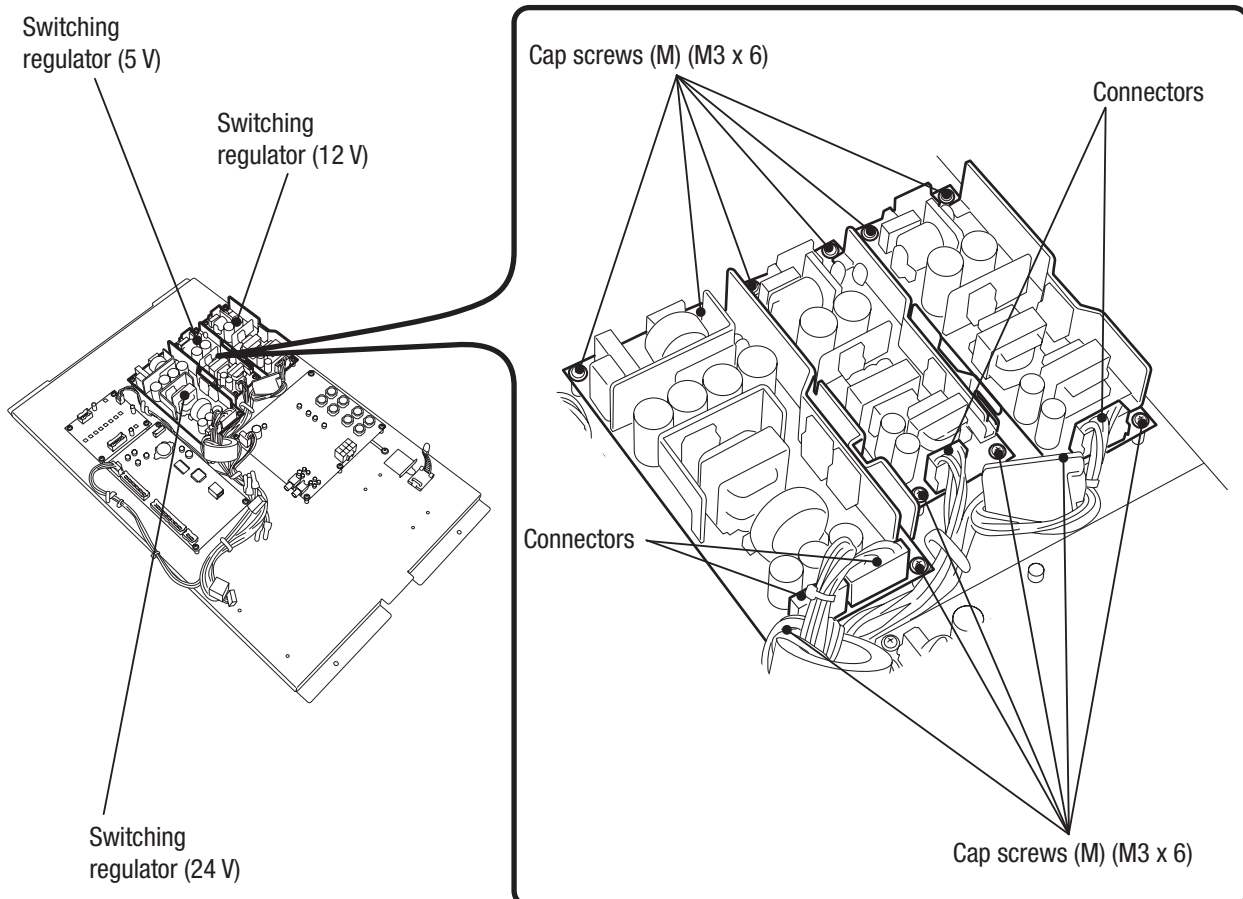 Switching
regulator (5 V)
Switching
regulator (12 V)
Cap screws (M) (M3 x 6)
Connectors
Connectors
Switching
regulator (24 V)
Cap screws (M) (M3 x 6)